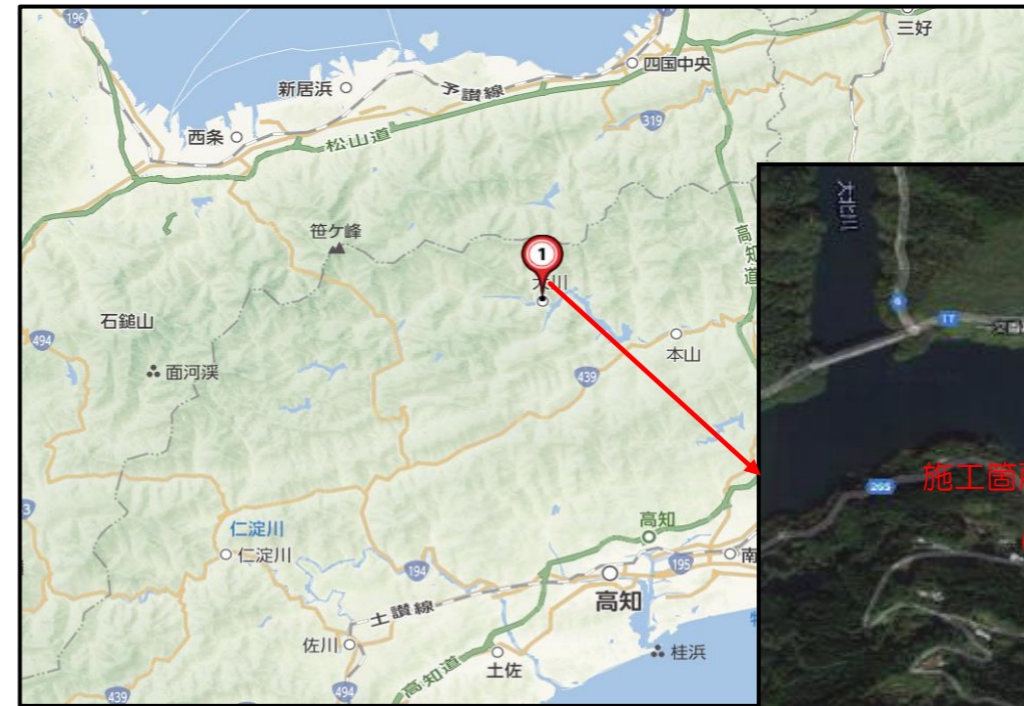 196
三好
四国中央
新居浜
予讃線
319
西条
松山道
笹ケ峰
高知道
1
大川
大北川
6
17
石鎚山
494
本山
面河渓
439
265
施工箇
仁淀川
高知
仁淀川
194
195
南
土讃線
高知
佐川
土佐
桂浜
高知道
494
439